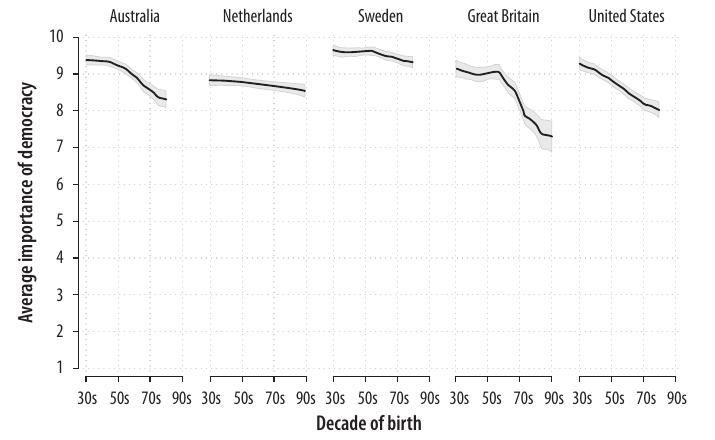 Australia Netherlands Sweden Great Britain United States
Average importance of democracy
10
9
8
7
6
5
4
3
2
1
30s 50s 70s 90s 30s 50s 70s 90s 30s 50s 70s 90s 30s 50s 70s 90s 30s 50s 70s 90s
Decade of birth